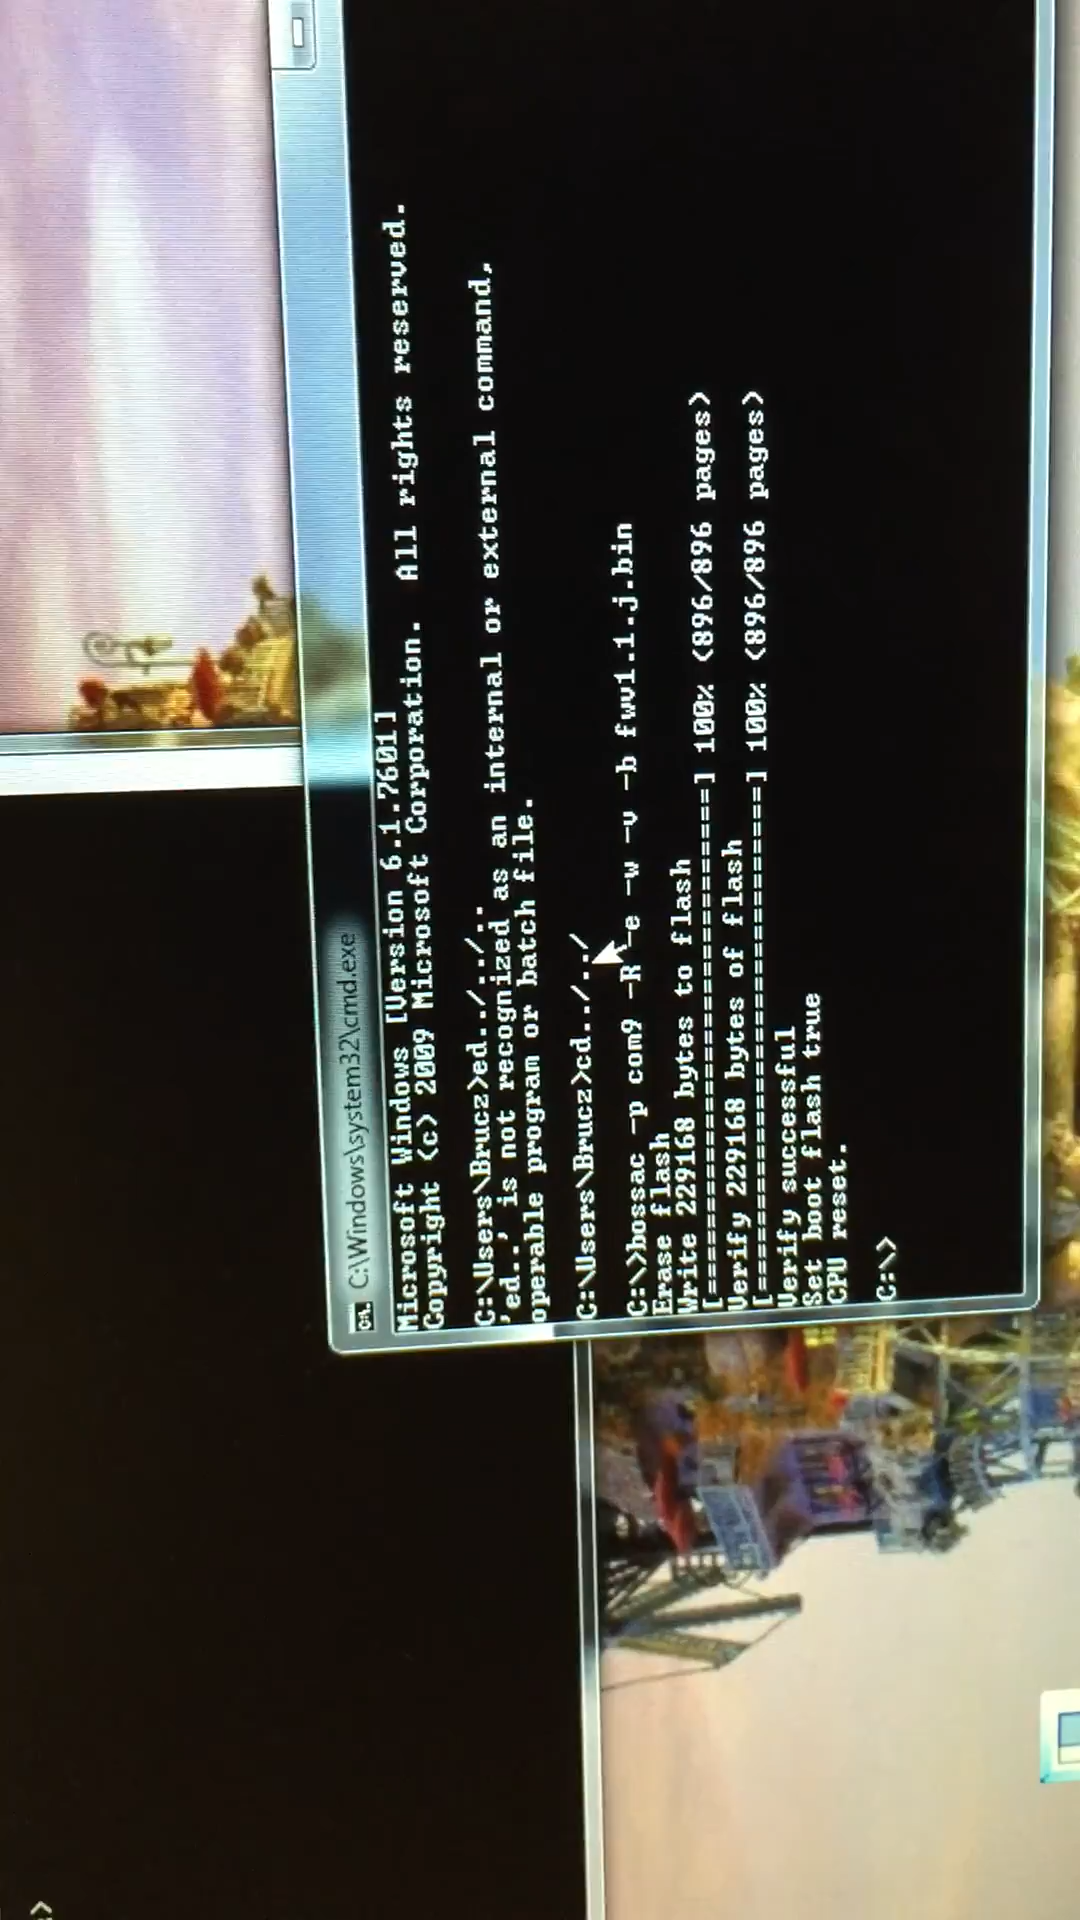 C:\Windows\system32\cmd.exe
Microsoft Windows [Version 6.1.7601]
Copyright (c) 2009 Microsoft Corporation.  All rights reserved.
C:\Users\Brucz>ed../../..
'ed..' is not recognized as an internal or external command,
operable program or batch file.
C:\Users\Brucz>cd../../
C:\>bossac -p com9 -R -e -w -v -b fwv1.1.j.bin
Erase flash
Write 229168 bytes to flash
[==============================] 100% (896/896 pages)
Verify 229168 bytes of flash
[==============================] 100% (896/896 pages)
Verify successful
Set boot flash true
CPU reset.
C:\>